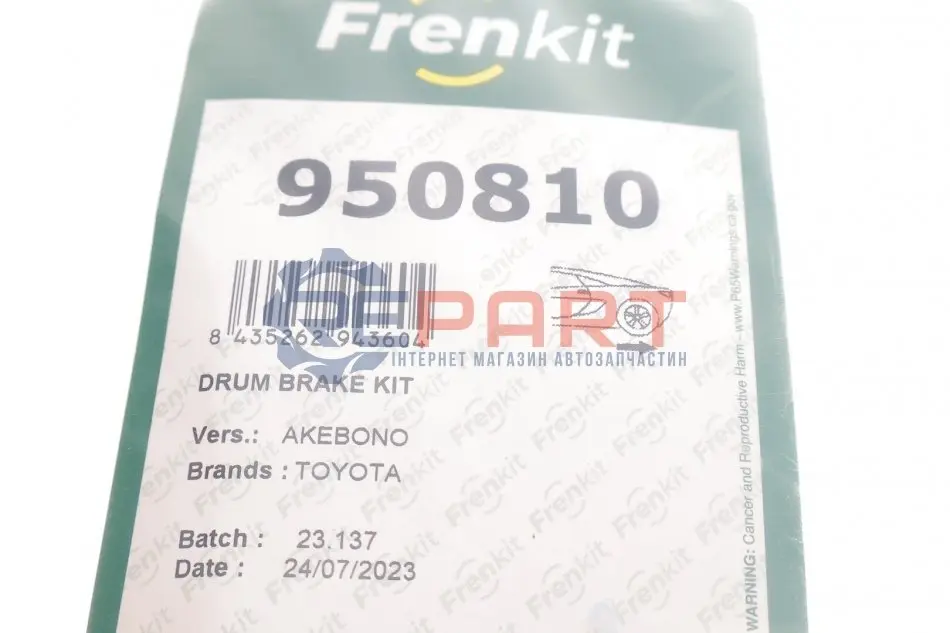 Frenkit
950810
8 435262 943604
BEPART
ІНТЕРНЕТ МАГАЗИН АВТОЗАПЧАСТИН
DRUM BRAKE KIT
Vers.: AKEBONO
Brands : TOYOTA
Batch : 23.137
Date : 24/07/2023
WARNING: Cancer and Reproductive Harm - www.P65Warnings.ca.gov